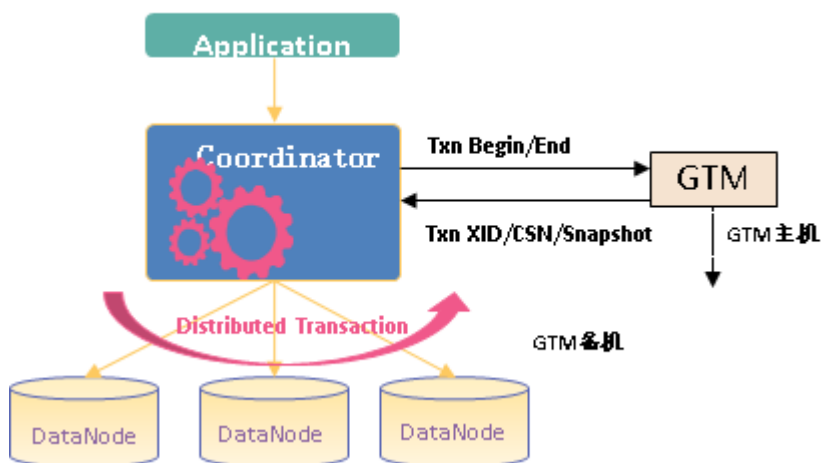 Application
Coordinator
Txn Begin/End
GTM
Txn XID/CSN/Snapshot
GTM主机
Distributed Transaction
GTM备机
DataNode
DataNode
DataNode